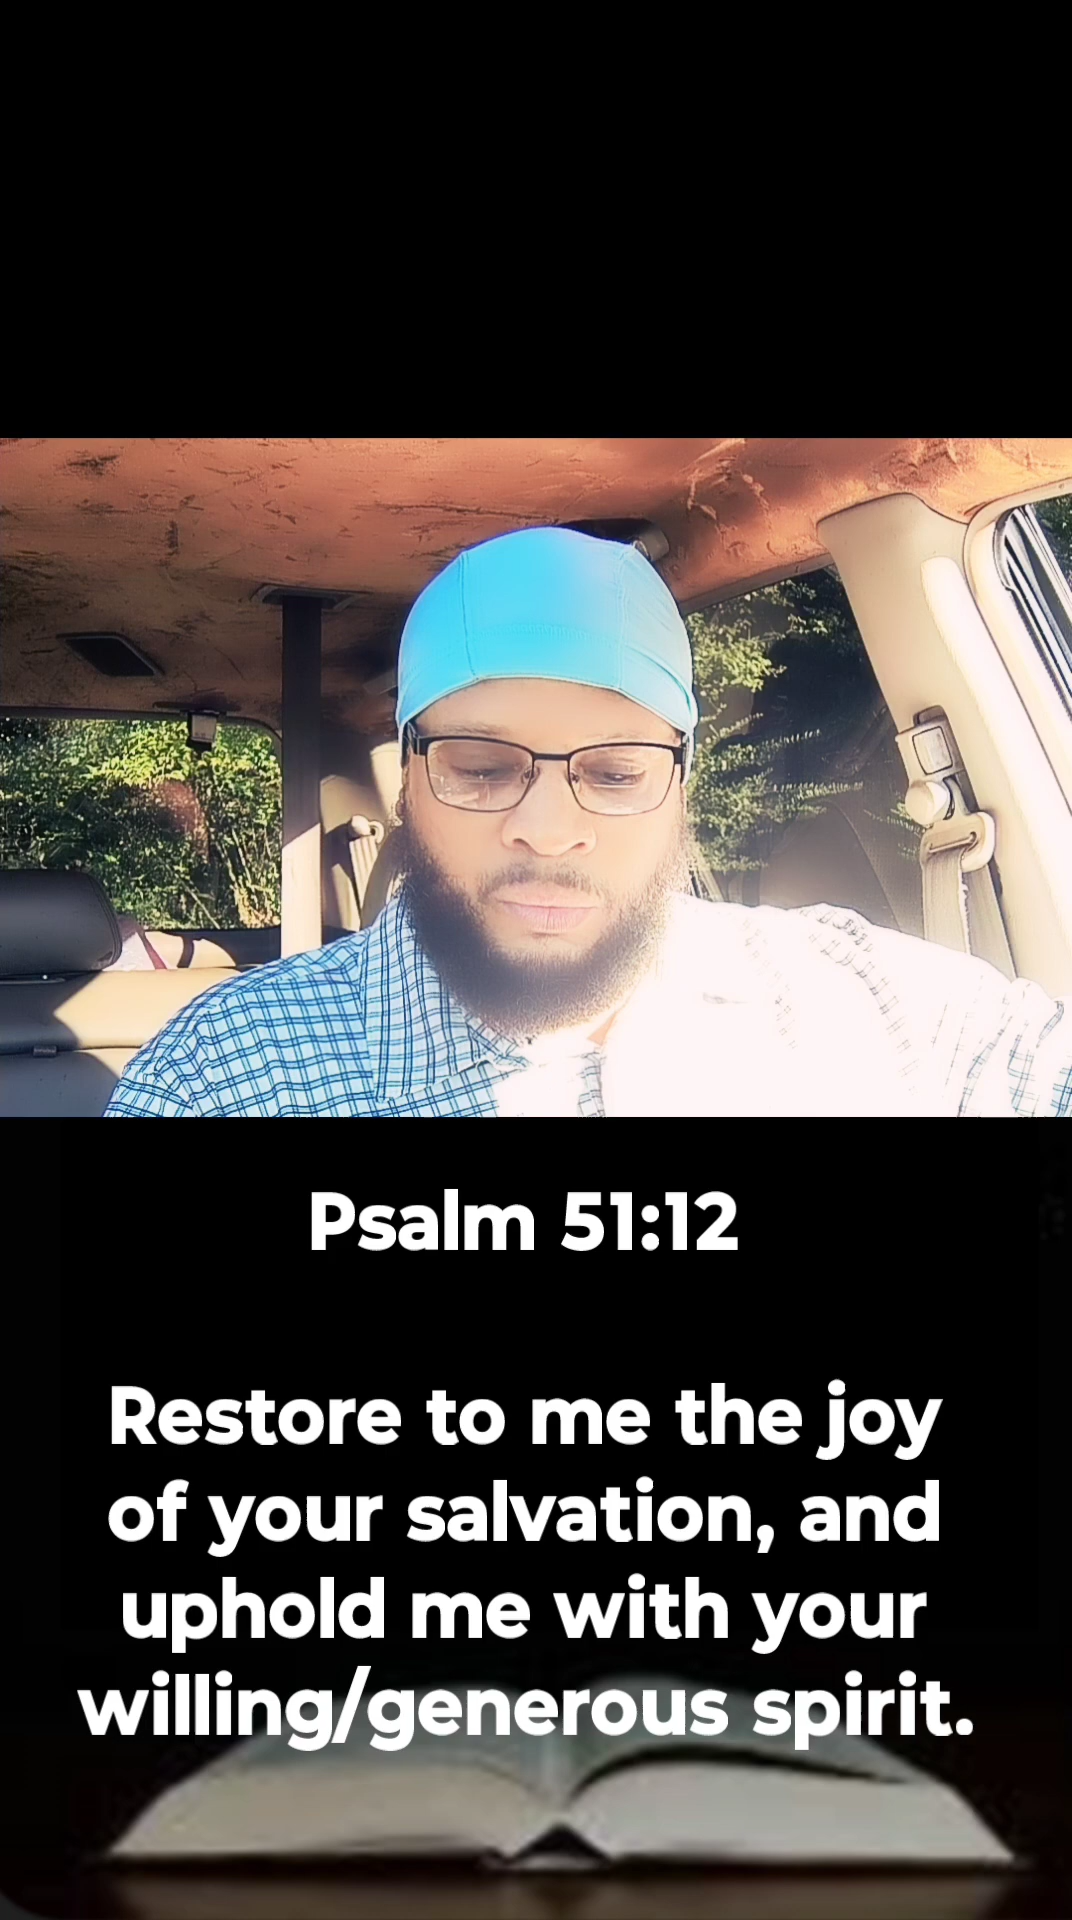 Psalm 51:12
Restore to me the joy
of your salvation, and
uphold me with your
willing/generous spirit.